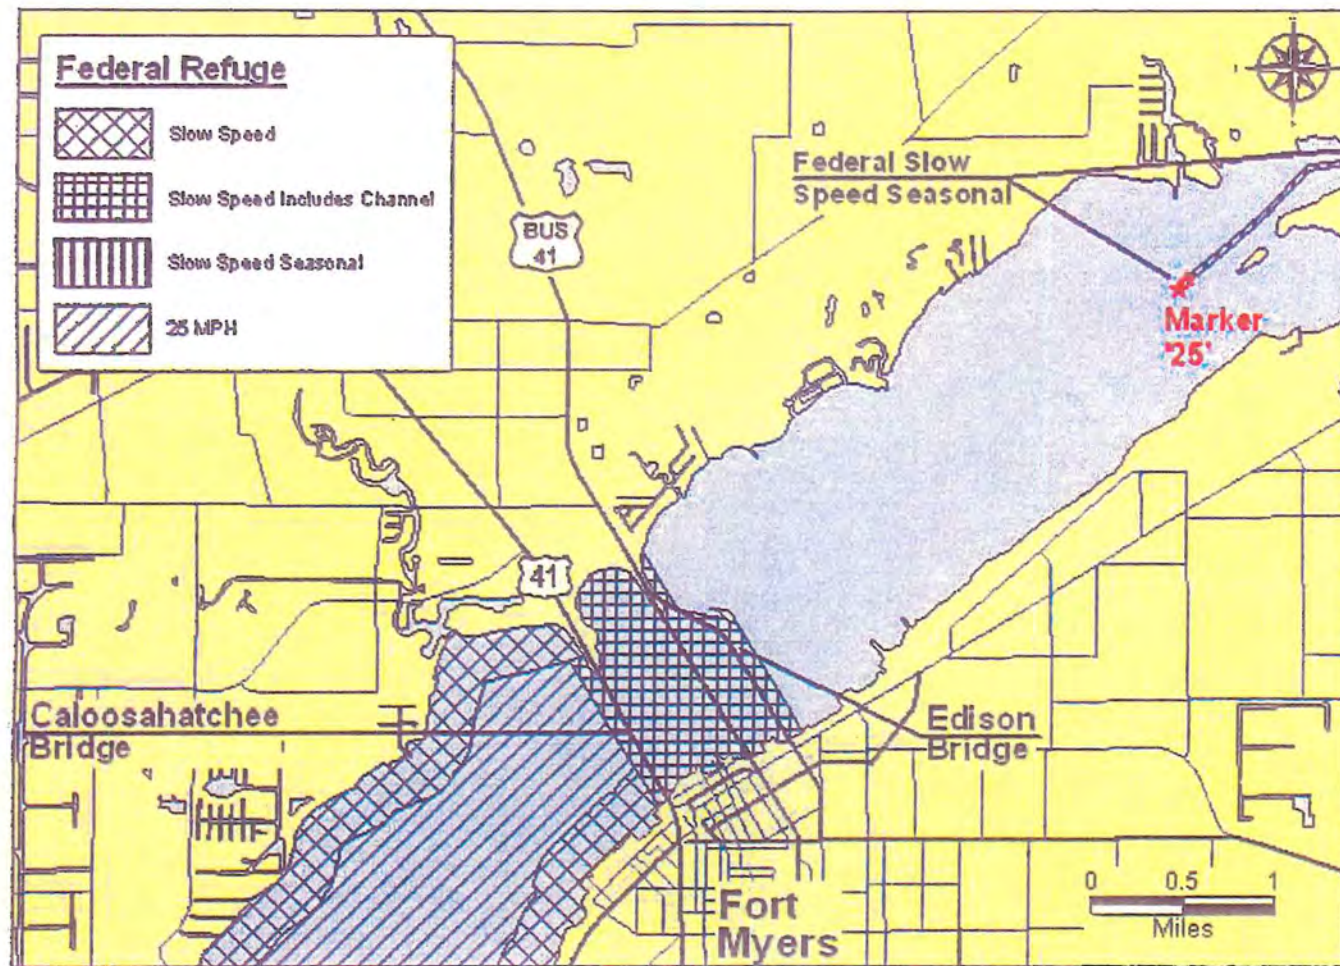 Federal Refuge
Slow Speed
Slow Speed Includes Channel
Slow Speed Seasonal
25 MPH
BUS
41
Federal Slow
Speed Seasonal
Marker
'25'
41
Caloosahatchee
Bridge
Edison
Bridge
Fort
Myers
0 0.5 1
Miles